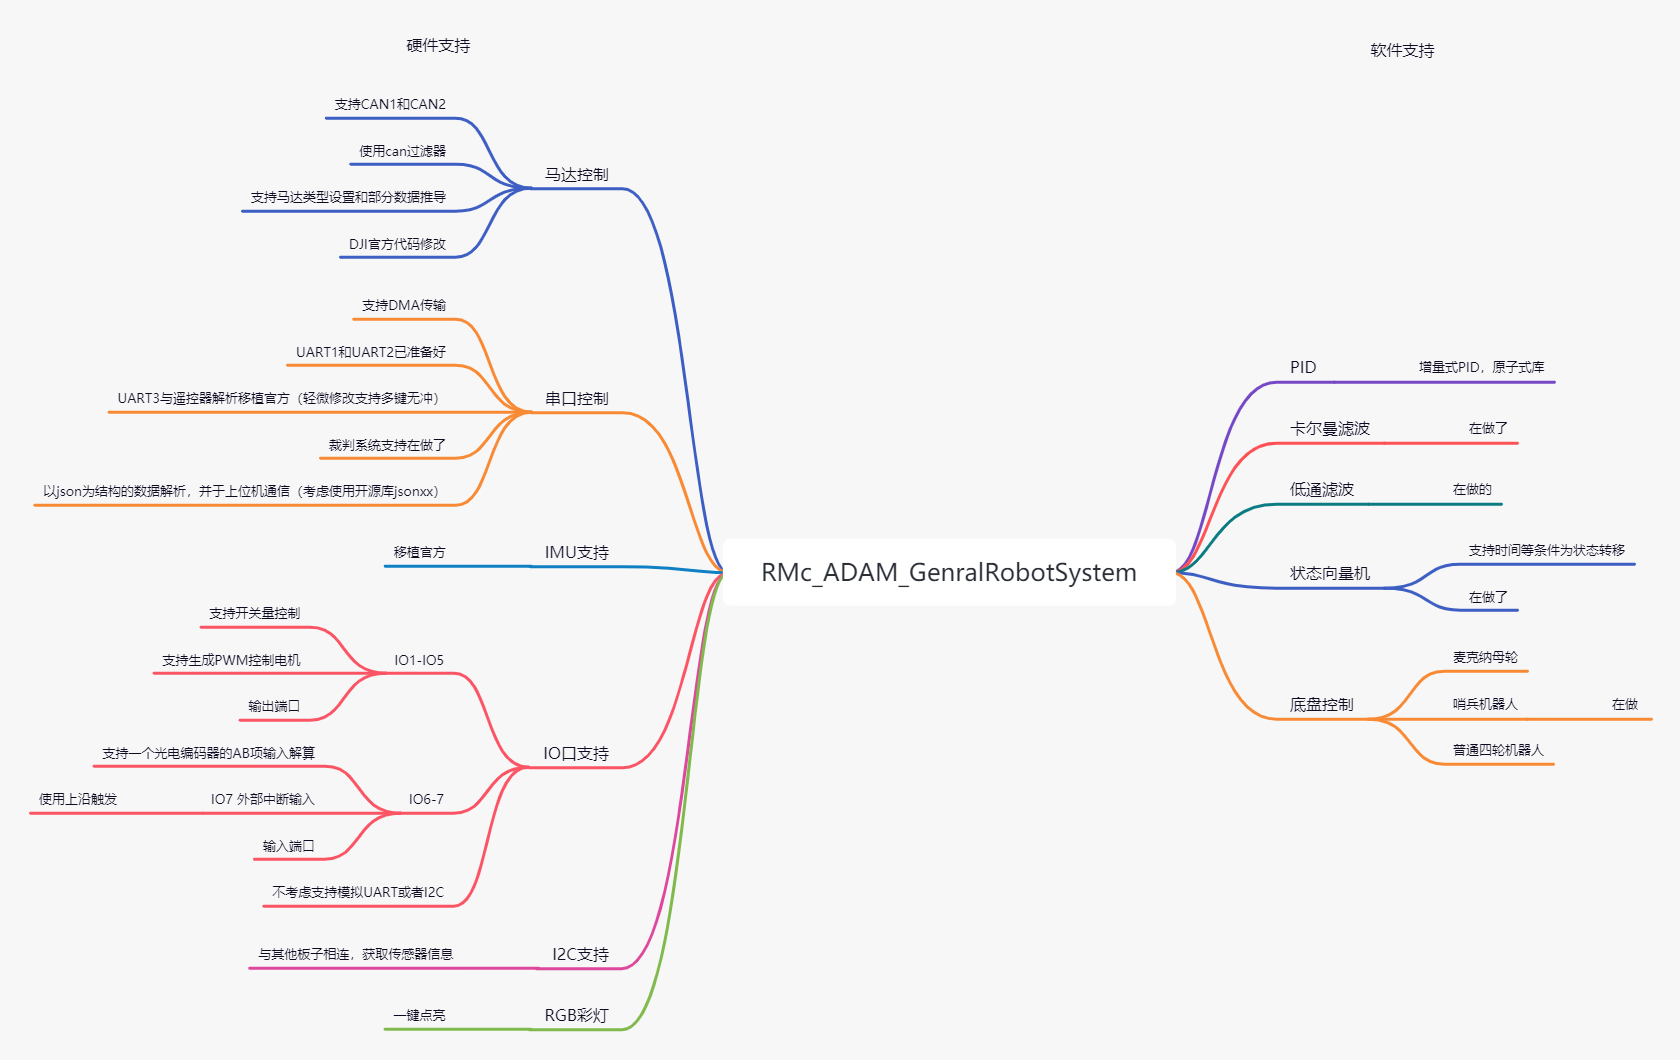 硬件支持
支持CAN1和CAN2
使用can过滤器
马达控制
支持马达类型设置和部分数据推导
DJI官方代码修改
支持DMA传输
UART1和UART2已准备好
UART3与遥控器解析移植官方（轻微修改支持多键无冲）
串口控制
裁判系统支持在做了
以json为结构的数据解析，并于上位机通信（考虑使用开源库jsonxx）
移植官方
IMU支持
支持开关量控制
支持生成PWM控制电机
IO1-IO5
输出端口
IO口支持
支持一个光电编码器的AB项输入解算
使用上沿触发
IO7 外部中断输入
IO6-7
输入端口
不考虑支持模拟UART或者I2C
与其他板子相连，获取传感器信息
I2C支持
一键点亮
RGB彩灯
RMc_ADAM_GenralRobotSystem
软件支持
PID
增量式PID，原子式库
卡尔曼滤波
在做了
低通滤波
在做的
状态向量机
支持时间等条件为状态转移
在做了
底盘控制
麦克纳母轮
哨兵机器人
在做
普通四轮机器人